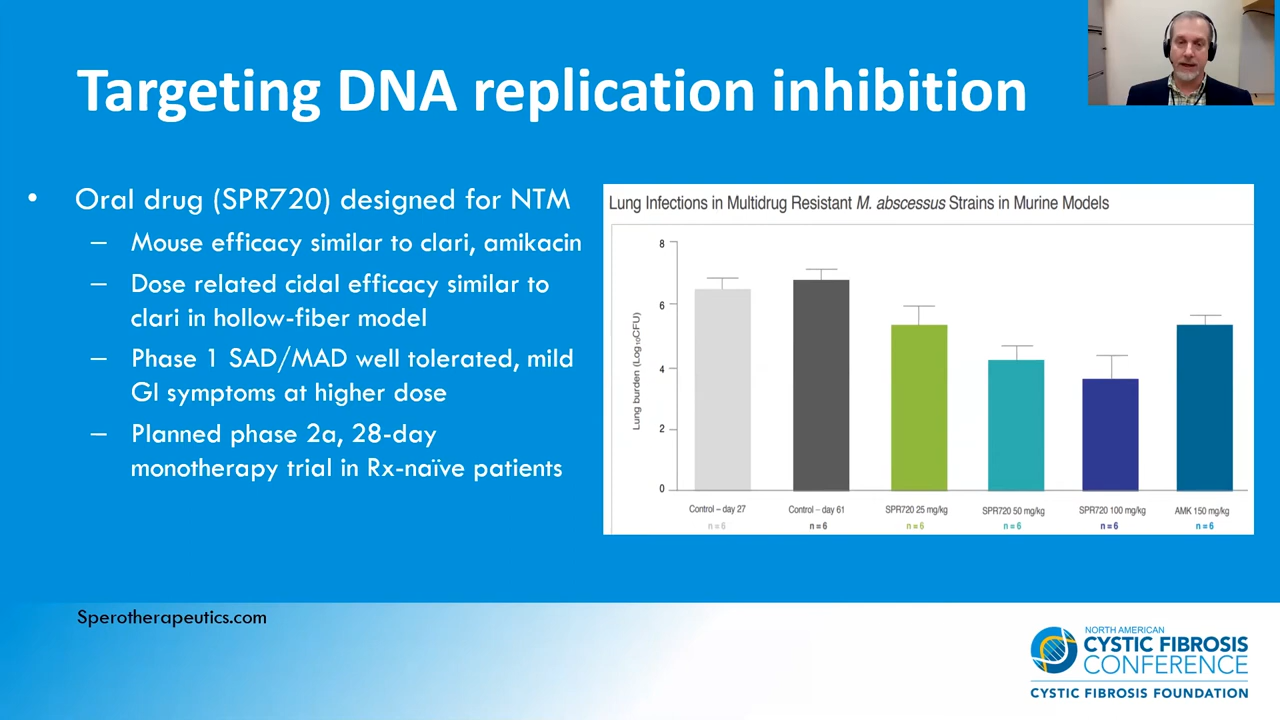 Targeting DNA replication inhibition
• Oral drug (SPR720) designed for NTM
– Mouse efficacy similar to clari, amikacin
– Dose related cidal efficacy similar to
clari in hollow-fiber model
– Phase 1 SAD/MAD well tolerated, mild
GI symptoms at higher dose
– Planned phase 2a, 28-day
monotherapy trial in Rx-naïve patients
Lung Infections in Multidrug Resistant M. abscessus Strains in Murine Models
Lung burden (Log₁₀CFU)
8
6
4
2
0
Control – day 27 Control – day 61 SPR720 25 mg/kg SPR720 50 mg/kg SPR720 100 mg/kg AMK 150 mg/kg
n = 6 n = 6 n = 6 n = 6 n = 6 n = 6
Sperotherapeutics.com
NORTH AMERICAN
CYSTIC FIBROSIS
CONFERENCE
CYSTIC FIBROSIS FOUNDATION